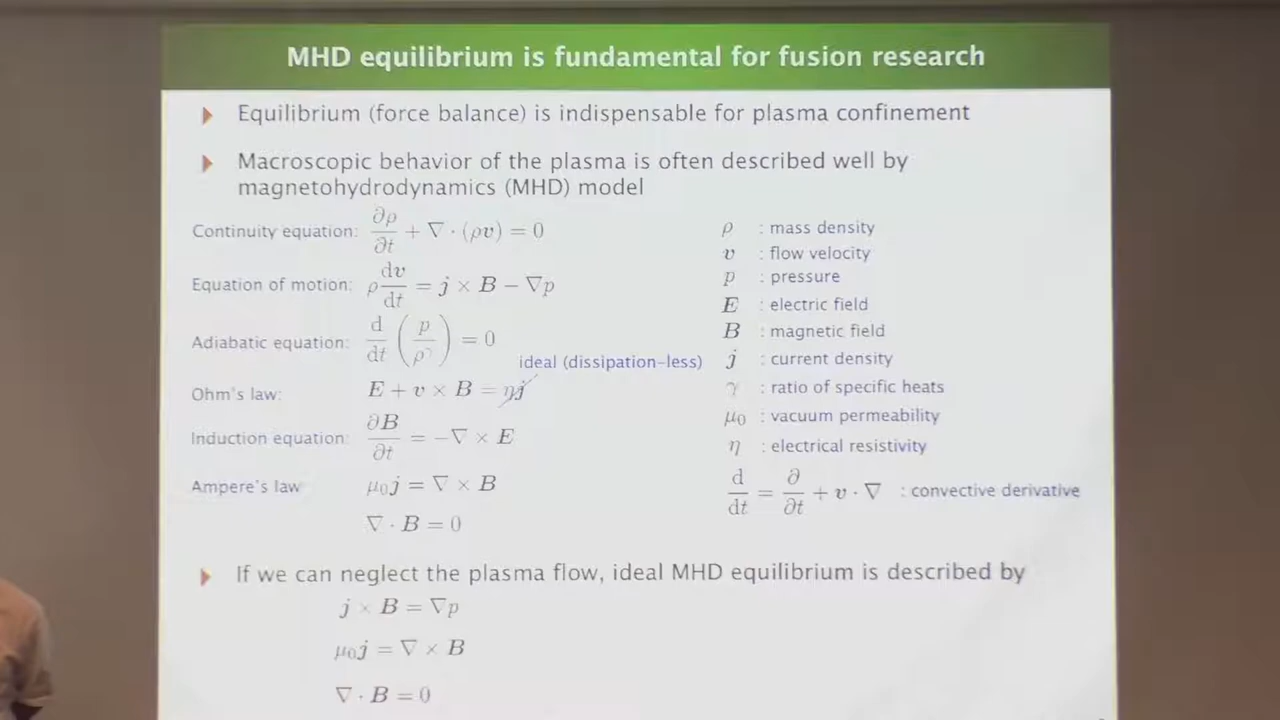 MHD equilibrium is fundamental for fusion research
Equilibrium (force balance) is indispensable for plasma confinement
Macroscopic behavior of the plasma is often described well by
magnetohydrodynamics (MHD) model
Continuity equation: ∂ρ/∂t + ∇ · (ρv) = 0
Equation of motion: ρ dv/dt = j × B − ∇p
Adiabatic equation: d/dt (p/ρ^γ) = 0
ideal (dissipation-less)
Ohm's law: E + v × B = ηj
Induction equation: ∂B/∂t = −∇ × E
Ampere's law μ₀j = ∇ × B
∇ · B = 0
ρ : mass density
v : flow velocity
p : pressure
E : electric field
B : magnetic field
j : current density
γ : ratio of specific heats
μ₀ : vacuum permeability
η : electrical resistivity
d/dt = ∂/∂t + v · ∇ : convective derivative
If we can neglect the plasma flow, ideal MHD equilibrium is described by
j × B = ∇p
μ₀j = ∇ × B
∇ · B = 0